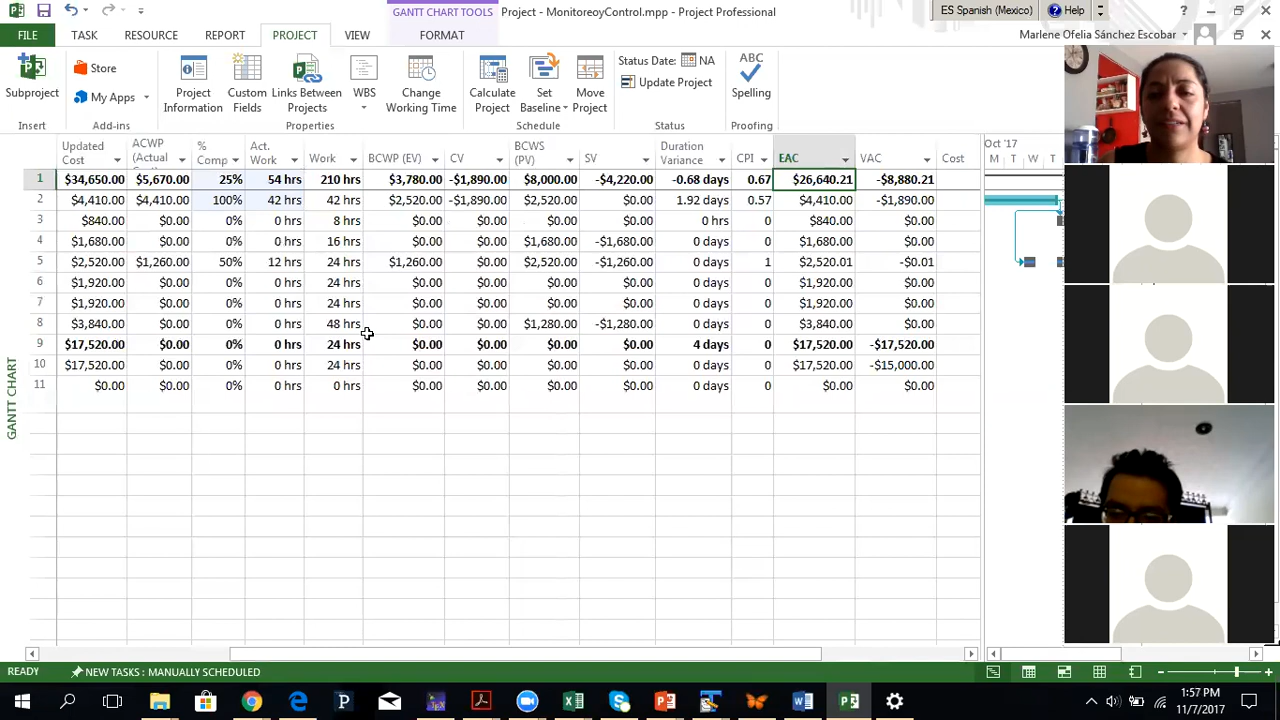 GANTT CHART TOOLS
Project - MonitoreoyControl.mpp - Project Professional
ES Spanish (Mexico)
Help
FILE TASK RESOURCE REPORT PROJECT VIEW FORMAT
Marlene Ofelia Sánchez Escobar
Subproject
Store
My Apps
Project Information
Custom Fields
Links Between Projects
WBS
Change Working Time
Calculate Project
Set Baseline
Move Project
Status Date: NA
Update Project
ABC
Spelling
Insert Add-ins Properties Schedule Status Proofing
Updated Cost ACWP (Actual % Comp Act. Work Work BCWP (EV) CV BCWS (PV) SV Duration Variance CPI EAC VAC Cost
Oct '17
M T W T
1 $34,650.00 $5,670.00 25% 54 hrs 210 hrs $3,780.00 -$1,890.00 $8,000.00 -$4,220.00 -0.68 days 0.67 $26,640.21 -$8,880.21
2 $4,410.00 $4,410.00 100% 42 hrs 42 hrs $2,520.00 -$1,890.00 $2,520.00 $0.00 1.92 days 0.57 $4,410.00 -$1,890.00
3 $840.00 $0.00 0% 0 hrs 8 hrs $0.00 $0.00 $0.00 $0.00 0 hrs 0 $840.00 $0.00
4 $1,680.00 $0.00 0% 0 hrs 16 hrs $0.00 $0.00 $1,680.00 -$1,680.00 0 days 0 $1,680.00 $0.00
5 $2,520.00 $1,260.00 50% 12 hrs 24 hrs $1,260.00 $0.00 $2,520.00 -$1,260.00 0 days 1 $2,520.01 -$0.01
6 $1,920.00 $0.00 0% 0 hrs 24 hrs $0.00 $0.00 $0.00 $0.00 0 days 0 $1,920.00 $0.00
7 $1,920.00 $0.00 0% 0 hrs 24 hrs $0.00 $0.00 $0.00 $0.00 0 days 0 $1,920.00 $0.00
8 $3,840.00 $0.00 0% 0 hrs 48 hrs $0.00 $0.00 $1,280.00 -$1,280.00 0 days 0 $3,840.00 $0.00
9 $17,520.00 $0.00 0% 0 hrs 24 hrs $0.00 $0.00 $0.00 $0.00 4 days 0 $17,520.00 -$17,520.00
10 $17,520.00 $0.00 0% 0 hrs 24 hrs $0.00 $0.00 $0.00 $0.00 0 days 0 $17,520.00 -$15,000.00
11 $0.00 $0.00 0% 0 hrs 0 hrs $0.00 $0.00 $0.00 $0.00 0 days 0 $0.00 $0.00
GANTT CHART
READY NEW TASKS : MANUALLY SCHEDULED
1:57 PM
11/7/2017